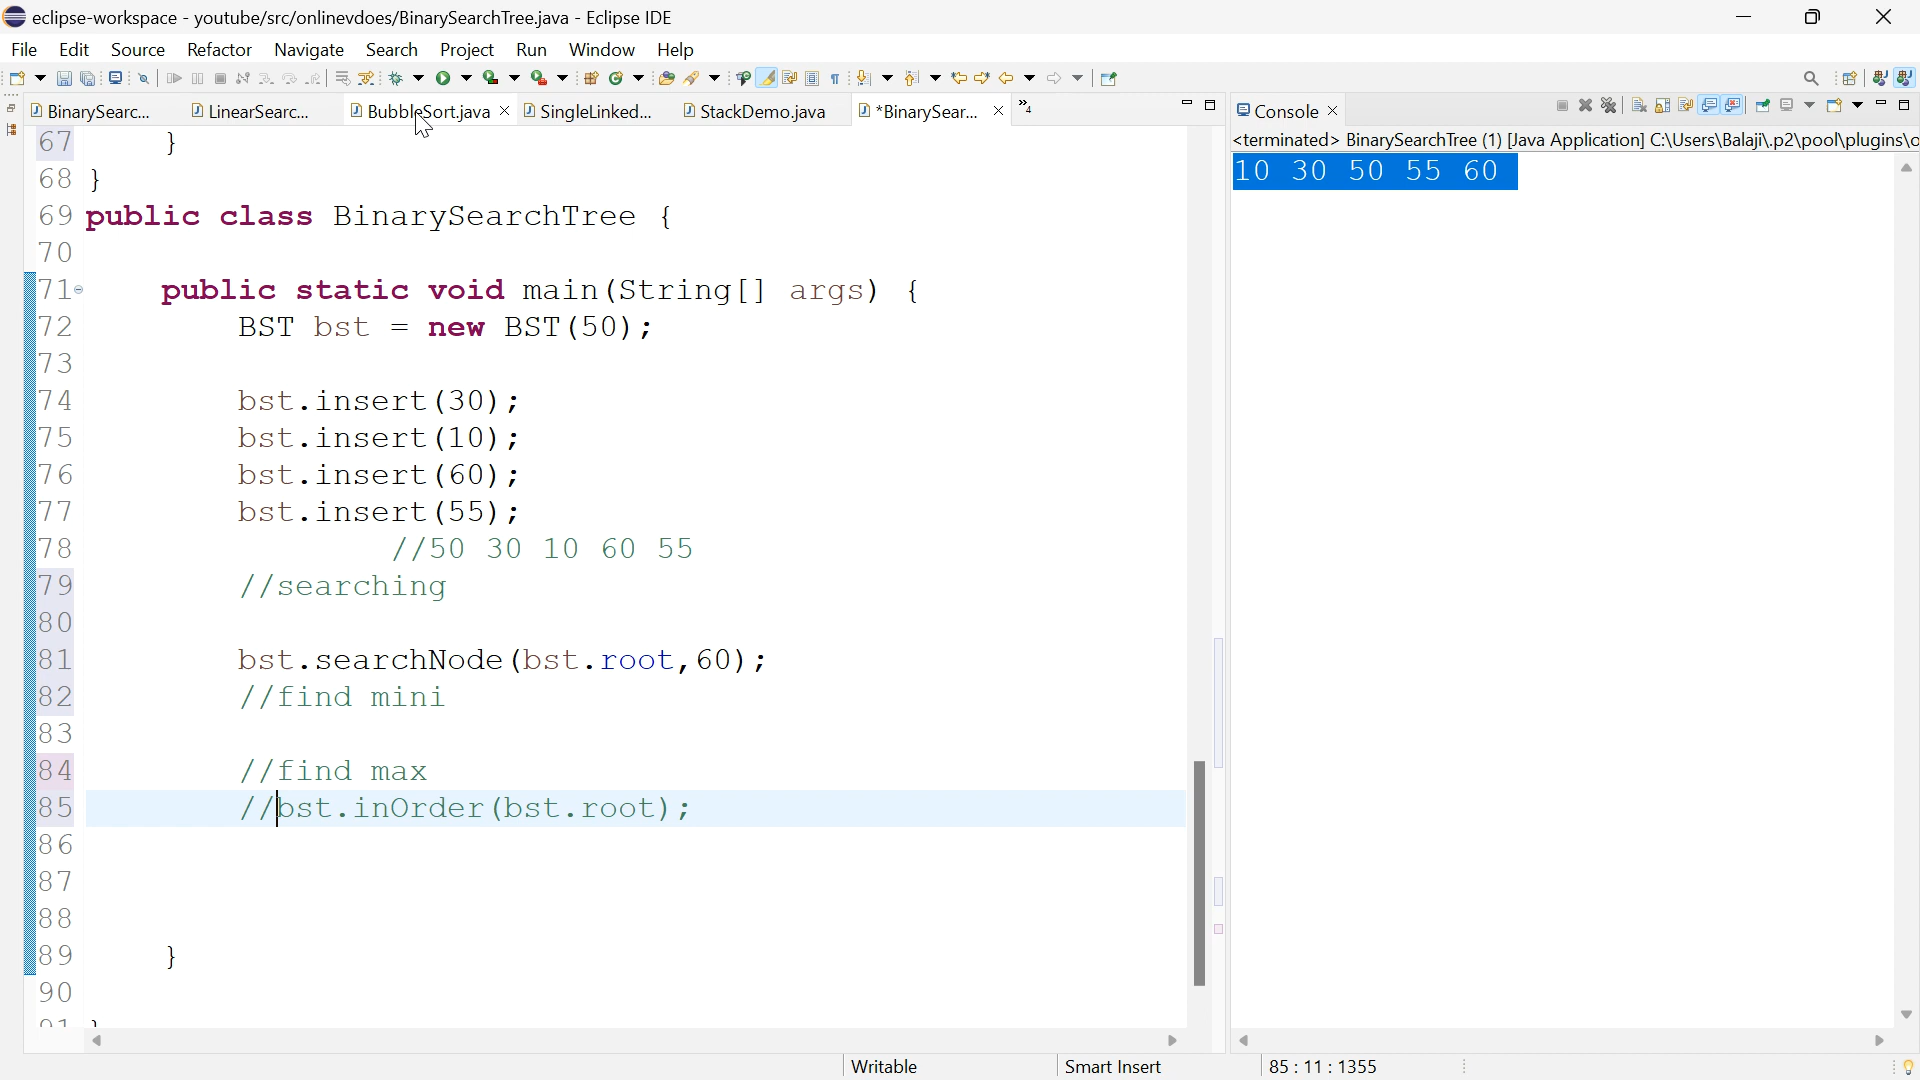 eclipse-workspace - youtube/src/onlinevdoes/BinarySearchTree.java - Eclipse IDE
File Edit Source Refactor Navigate Search Project Run Window Help
BinarySearc... LinearSearc... BubbleSort.java SingleLinked... StackDemo.java *BinarySear... »4
67 }
68 }
69 public class BinarySearchTree {
70
71 public static void main(String[] args) {
72 BST bst = new BST(50);
73
74 bst.insert(30);
75 bst.insert(10);
76 bst.insert(60);
77 bst.insert(55);
78 //50 30 10 60 55
79 //searching
80
81 bst.searchNode(bst.root,60);
82 //find mini
83
84 //find max
85 //bst.inOrder(bst.root);
86
87
88
89 }
90
Console
<terminated> BinarySearchTree (1) [Java Application] C:\Users\Balaji\.p2\pool\plugins\o
10 30 50 55 60
Writable Smart Insert 85 : 11 : 1355